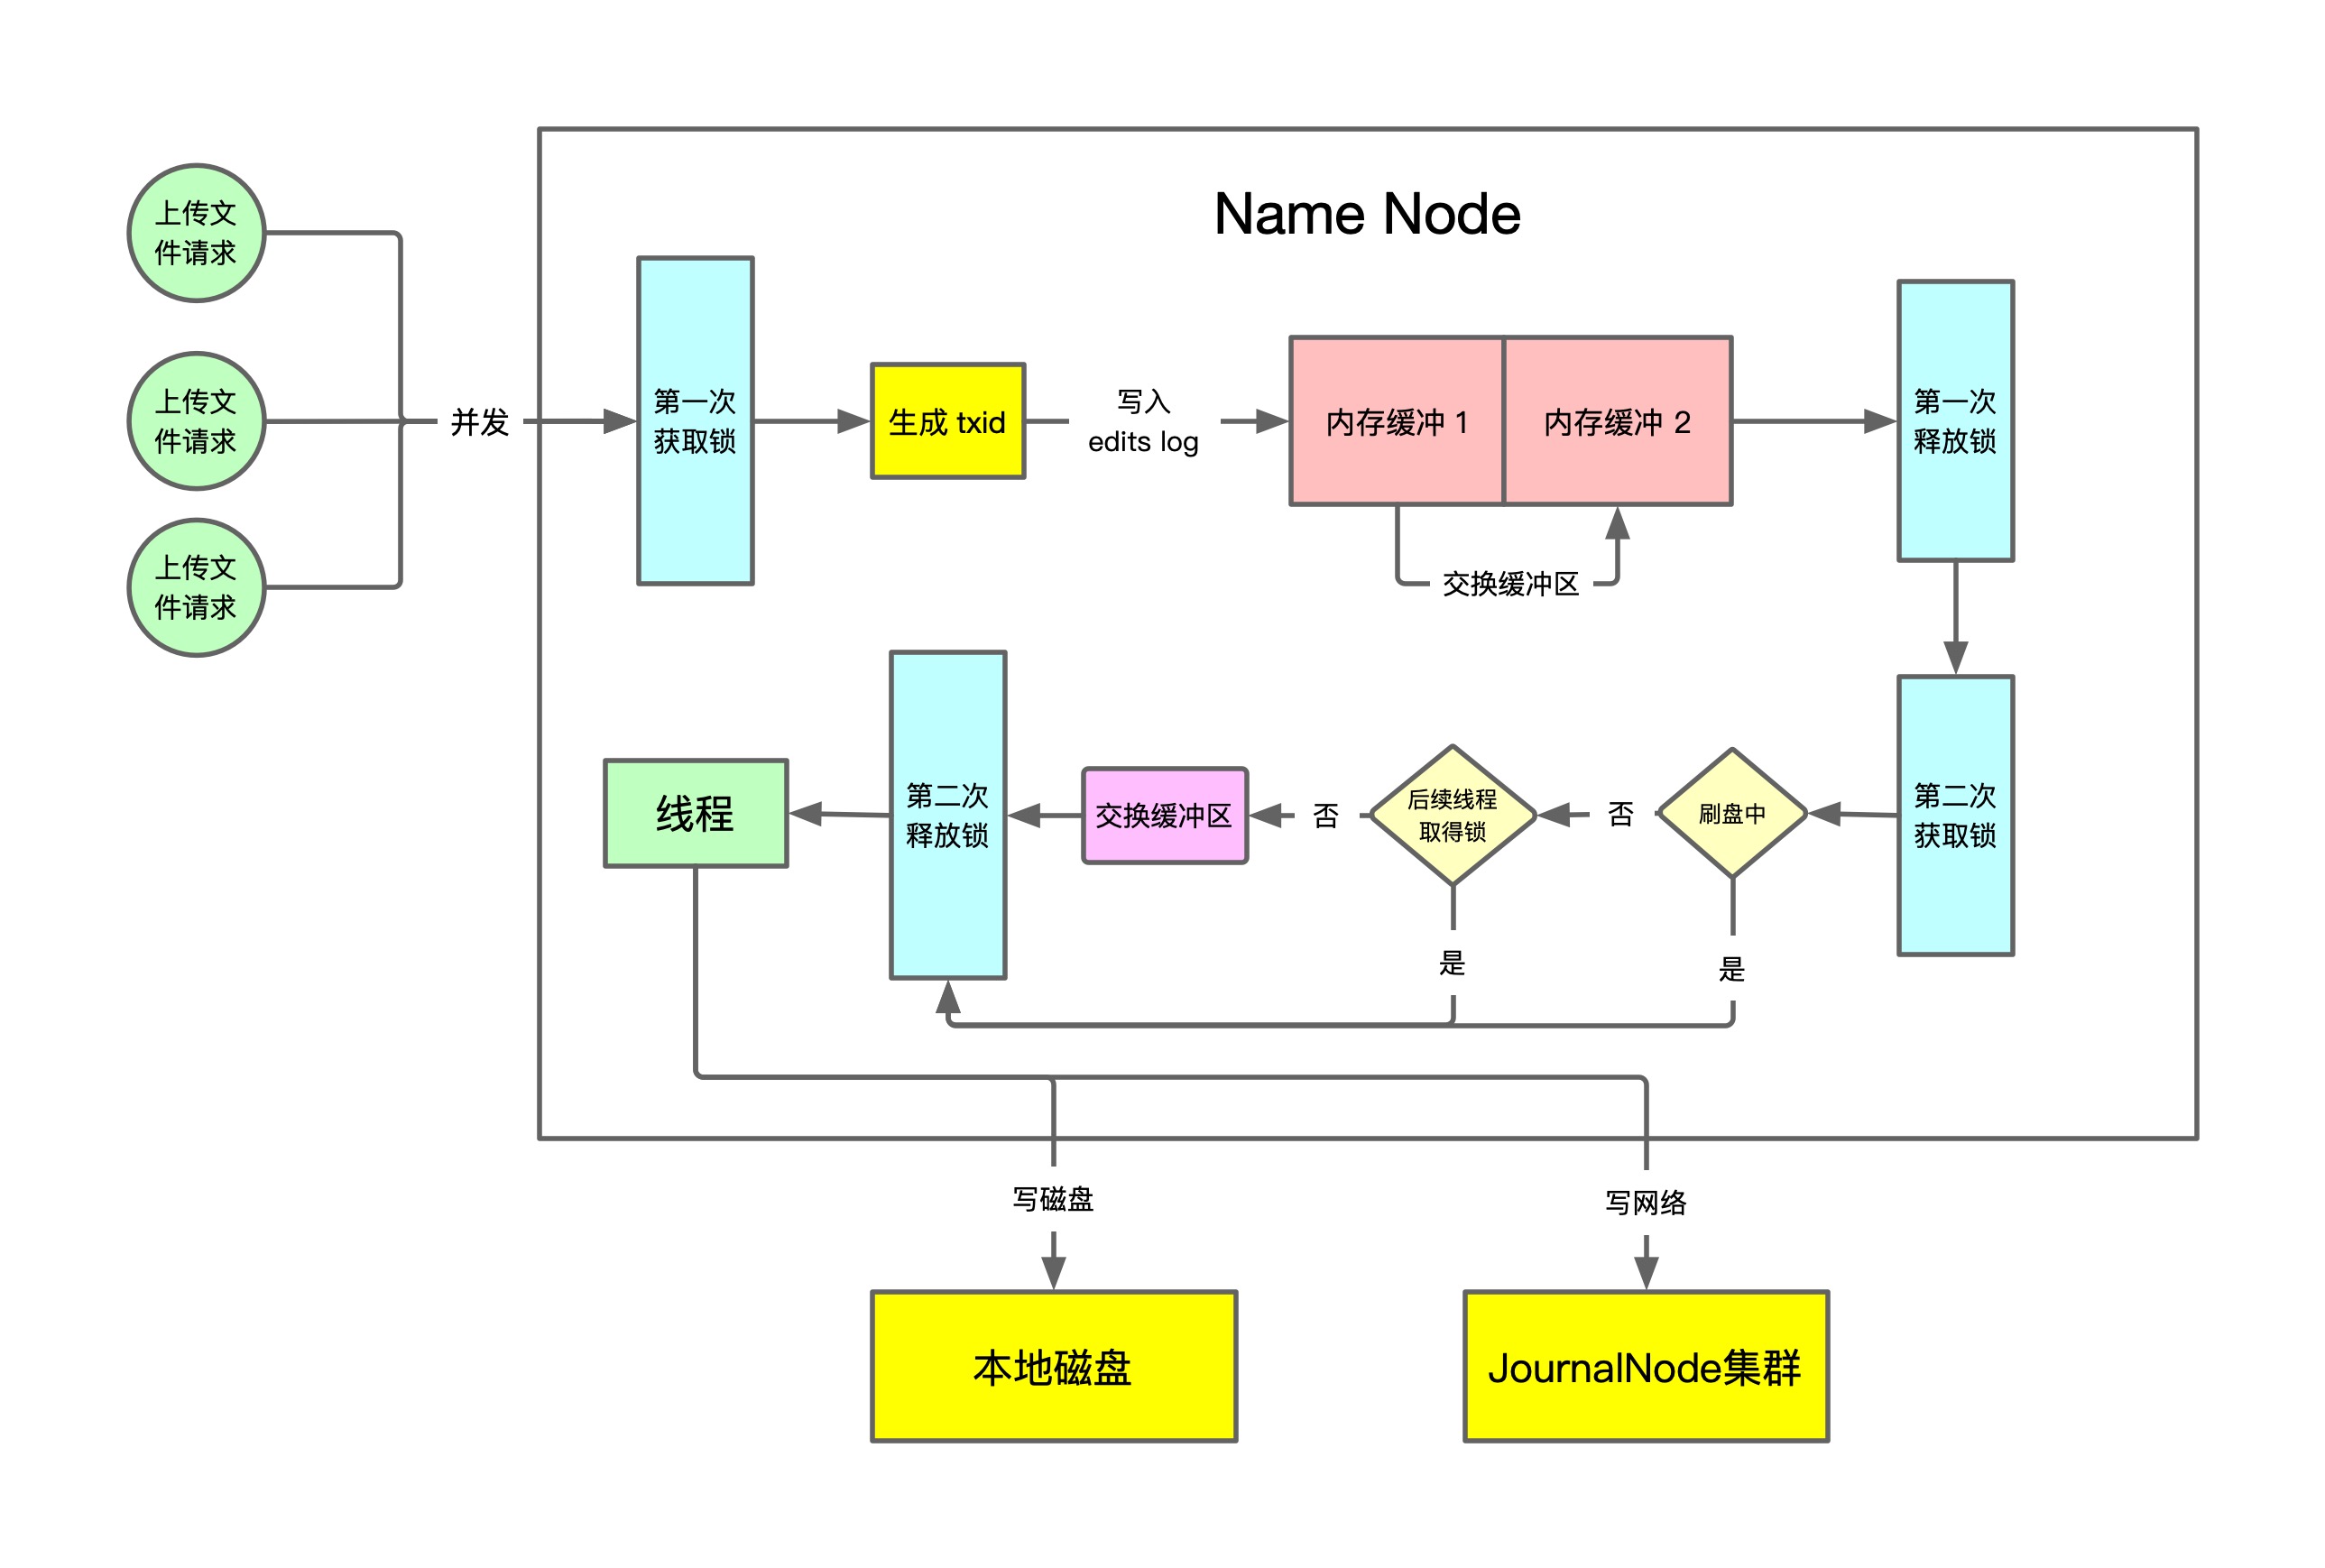 Name Node
上传文
件请求
上传文
件请求
上传文
件请求
并发
第一次
获取锁
生成 txid
写入
edits log
内存缓冲 1
内存缓冲 2
交换缓冲区
第一次
释放锁
第二次
获取锁
刷盘中
否
是
后续线程
取得锁
否
是
交换缓冲区
第二次
释放锁
线程
写磁盘
写网络
本地磁盘
JournalNode集群